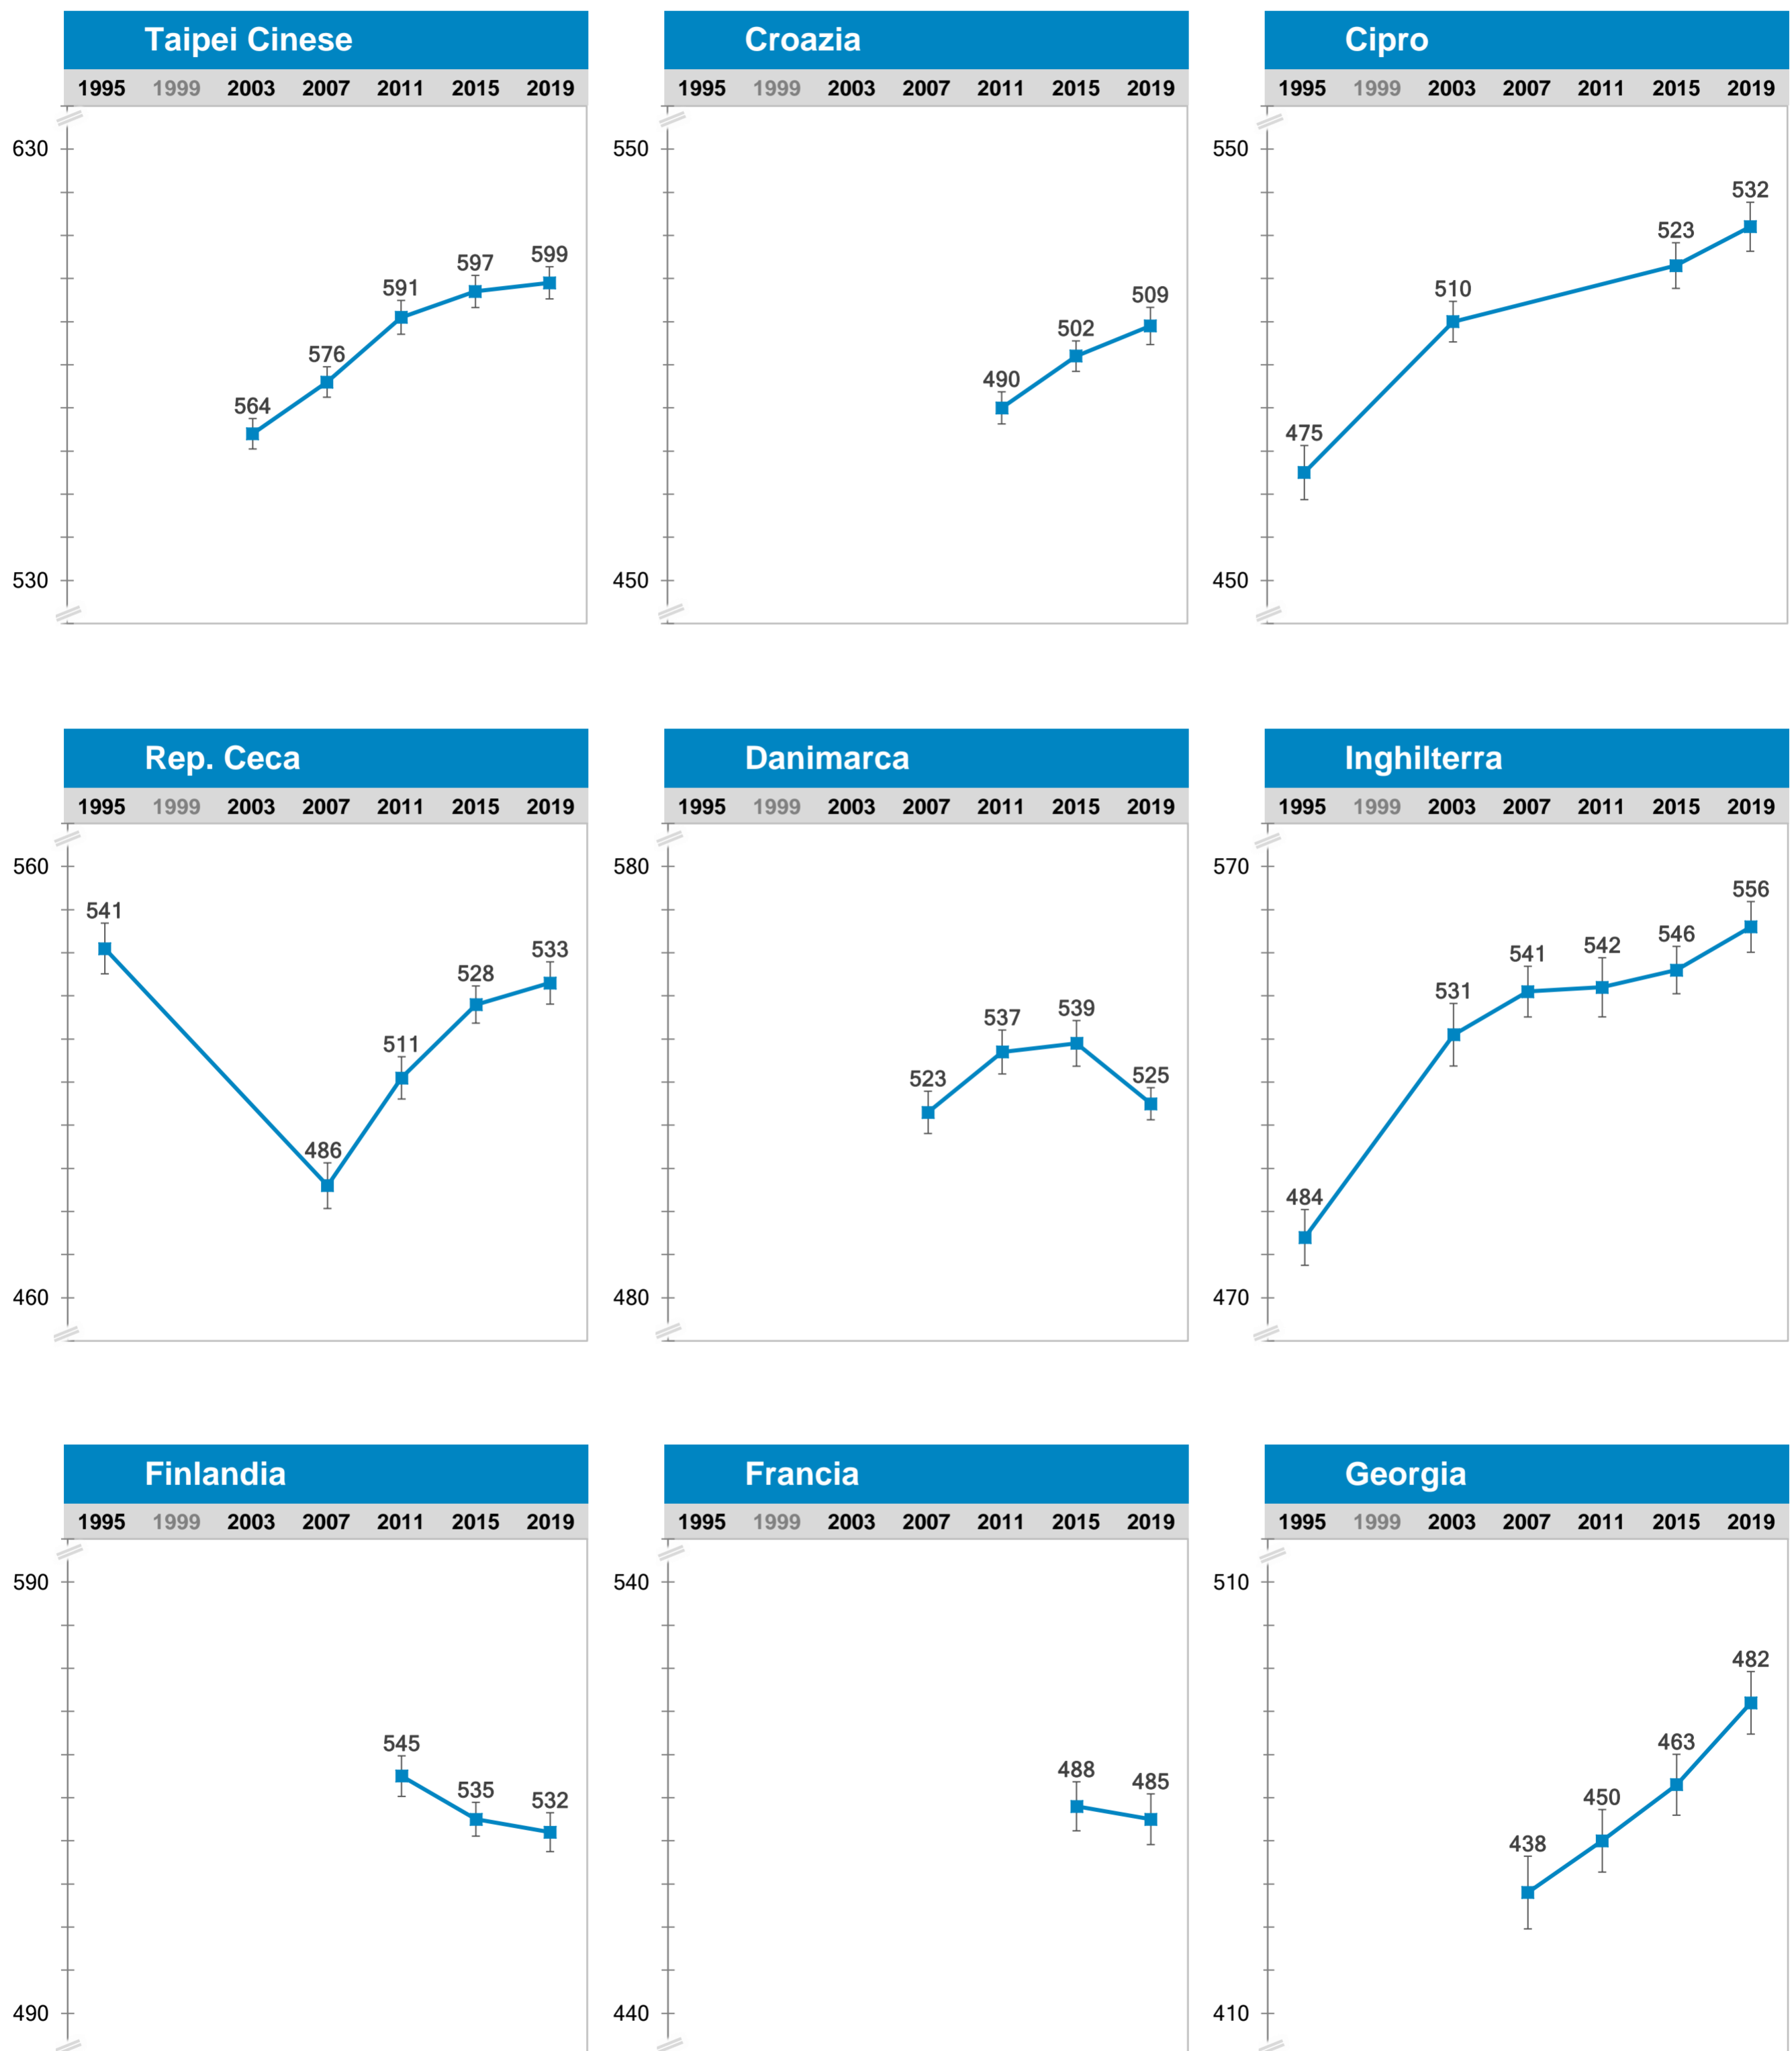 Taipei Cinese Croazia Cipro
1995 1999 2003 2007 2011 2015 2019 1995 1999 2003 2007 2011 2015 2019 1995 1999 2003 2007 2011 2015 2019
630 550 550
532
523
599
597
591 509 510
502
576
490
564
475
530 450 450
Rep. Ceca Danimarca Inghilterra
1995 1999 2003 2007 2011 2015 2019 1995 1999 2003 2007 2011 2015 2019 1995 1999 2003 2007 2011 2015 2019
560 580 570
556
541
546
542
533 541
528
531
539
537
511
525
523
486
484
460 480 470
Finlandia Francia Georgia
1995 1999 2003 2007 2011 2015 2019 1995 1999 2003 2007 2011 2015 2019 1995 1999 2003 2007 2011 2015 2019
590 540 510
482
545 463
488
485
535
532 450
438
490 440 410